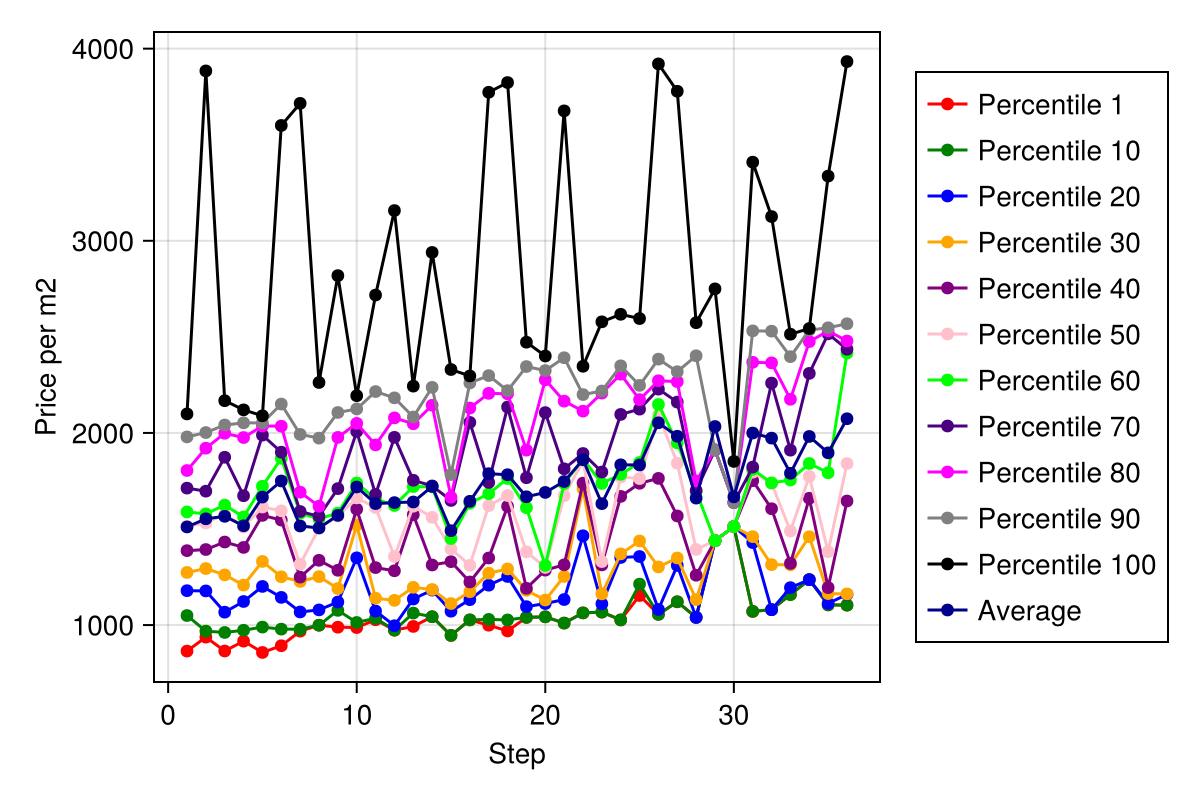 4000
3000
2000
1000
Price per m2
0
10
20
30
Step
Percentile 1
Percentile 10
Percentile 20
Percentile 30
Percentile 40
Percentile 50
Percentile 60
Percentile 70
Percentile 80
Percentile 90
Percentile 100
Average